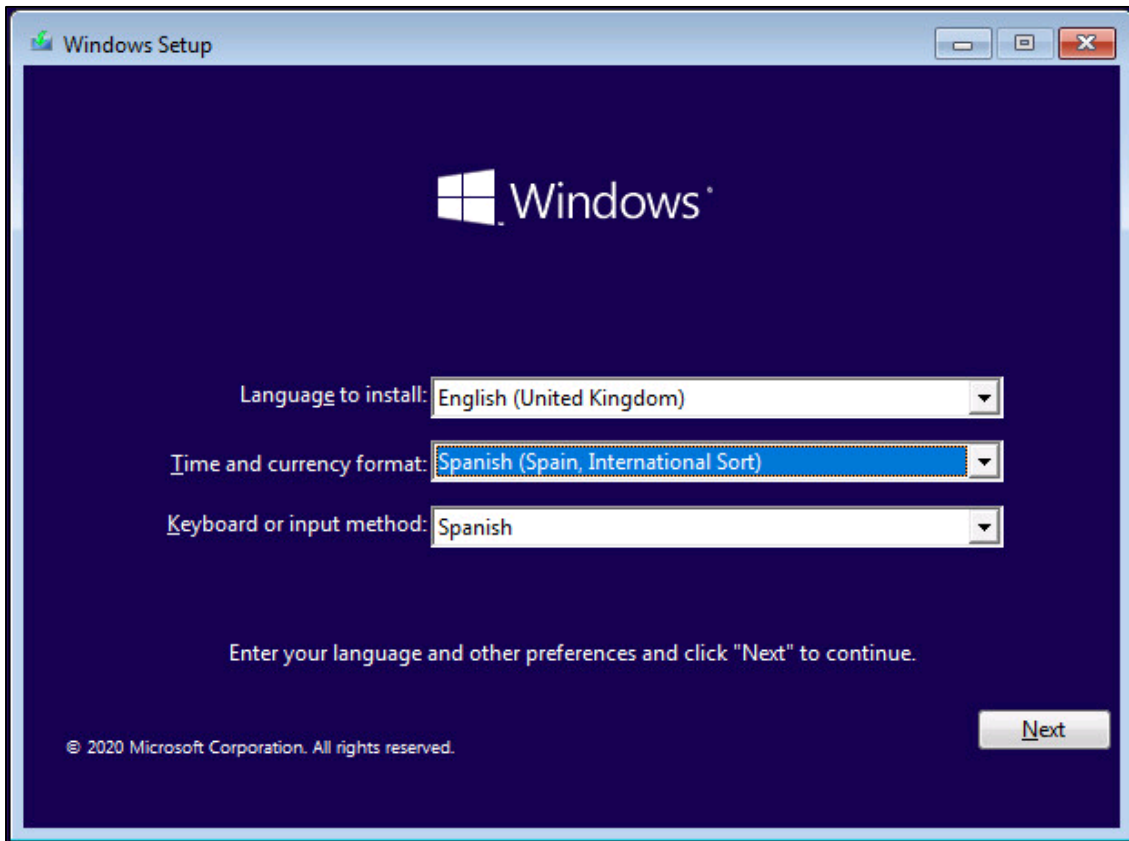 Windows Setup
Windows
Language to install: English (United Kingdom)
Time and currency format: Spanish (Spain, International Sort)
Keyboard or input method: Spanish
Enter your language and other preferences and click "Next" to continue.
Next
© 2020 Microsoft Corporation. All rights reserved.